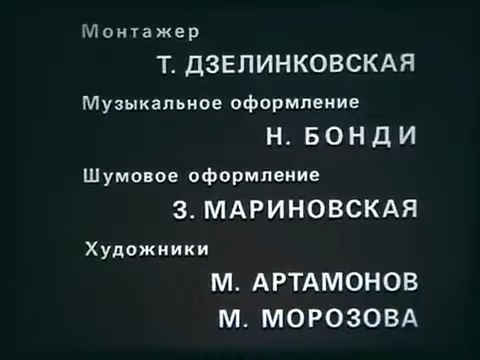 Монтажер
Т. ДЗЕЛИНКОВСКАЯ
Музыкальное оформление
Н. БОНДИ
Шумовое оформление
З. МАРИНОВСКАЯ
Художники
М. АРТАМОНОВ
М. МОРОЗОВА